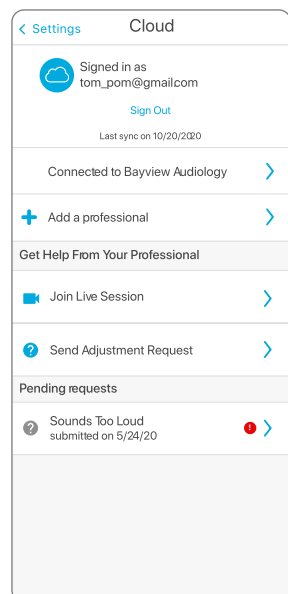 Settings
Cloud
Signed in as
tom_pom@gmail.com
Sign Out
Last sync on 10/20/2020
Connected to Bayview Audiology
Add a professional
Get Help From Your Professional
Join Live Session
?
Send Adjustment Request
Pending requests
?
Sounds Too Loud
submitted on 5/24/20
!